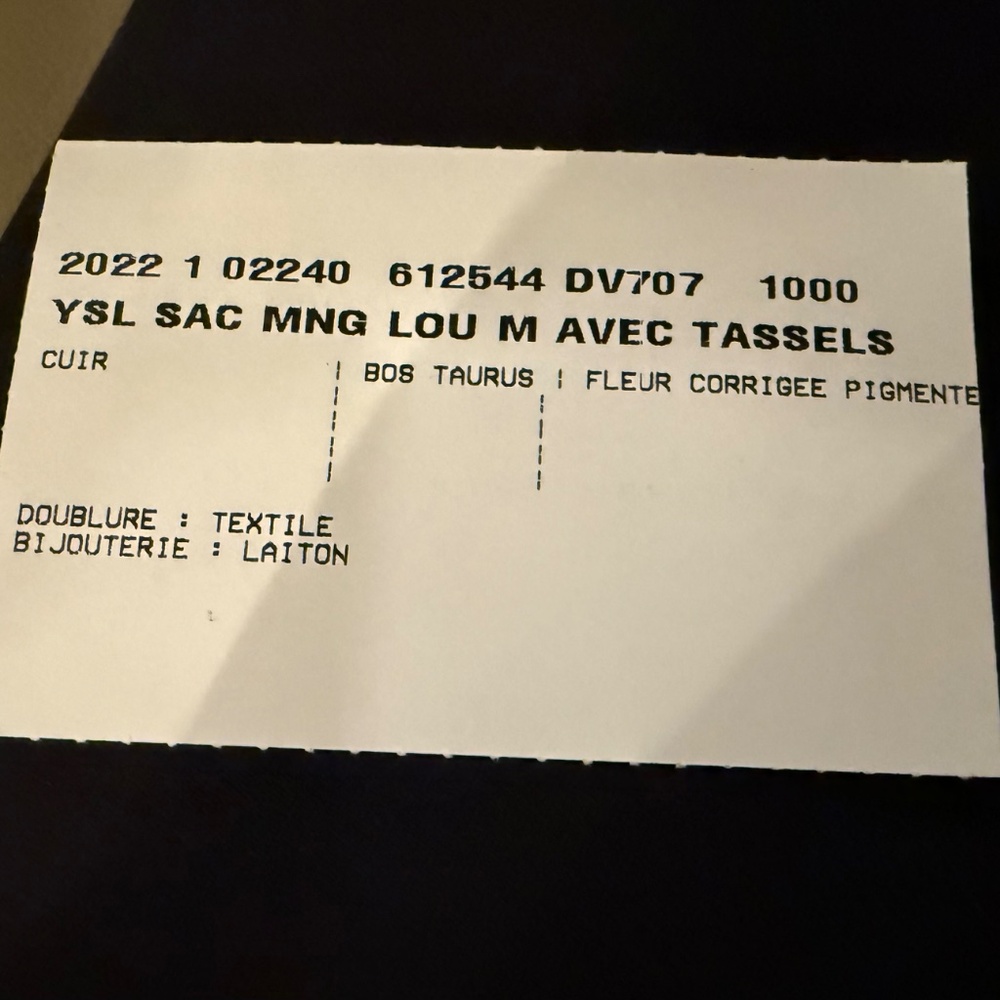 2022 1 02240 612544 DV707 1000
YSL SAC MNG LOU M AVEC TASSELS
CUIR | BOS TAURUS | FLEUR CORRIGEE PIGMENTE
DOUBLURE : TEXTILE
BIJOUTERIE : LAITON